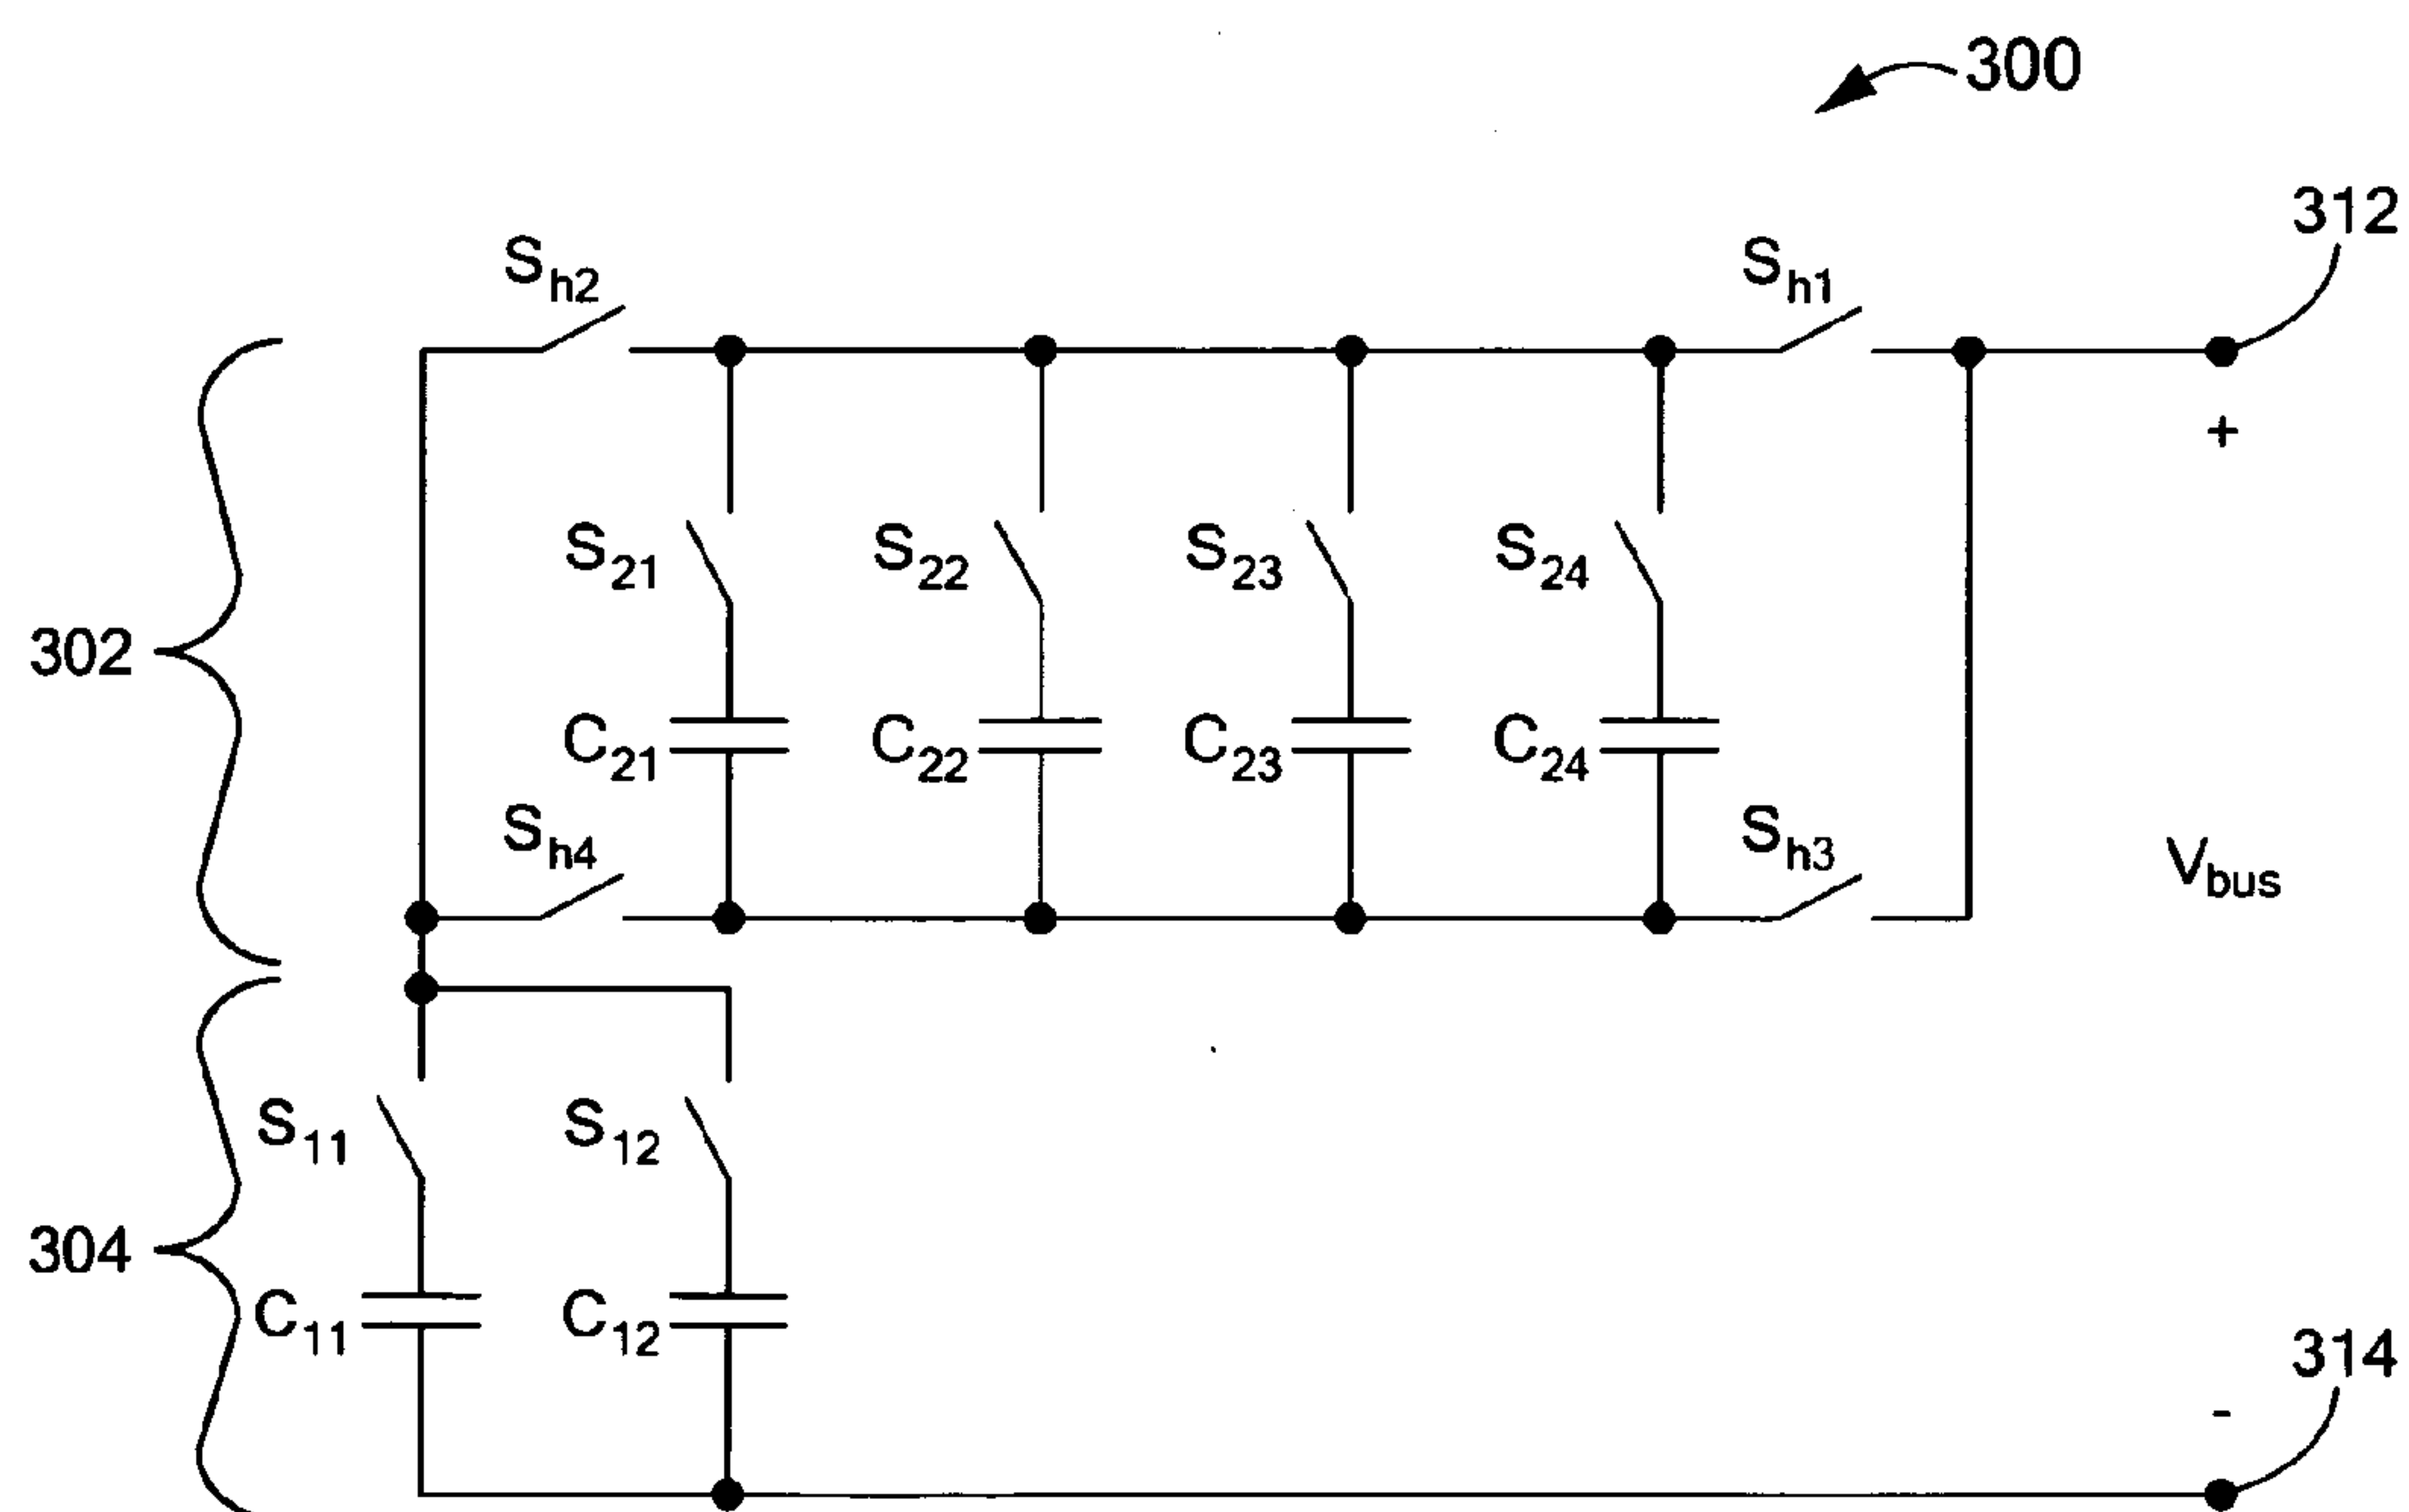 300
312
Sh2
Sh1
+
S21 S22 S23 S24
302
C21 C22 C23 C24
Sh4 Sh3
Vbus
S11 S12
304
C11 C12
314
-